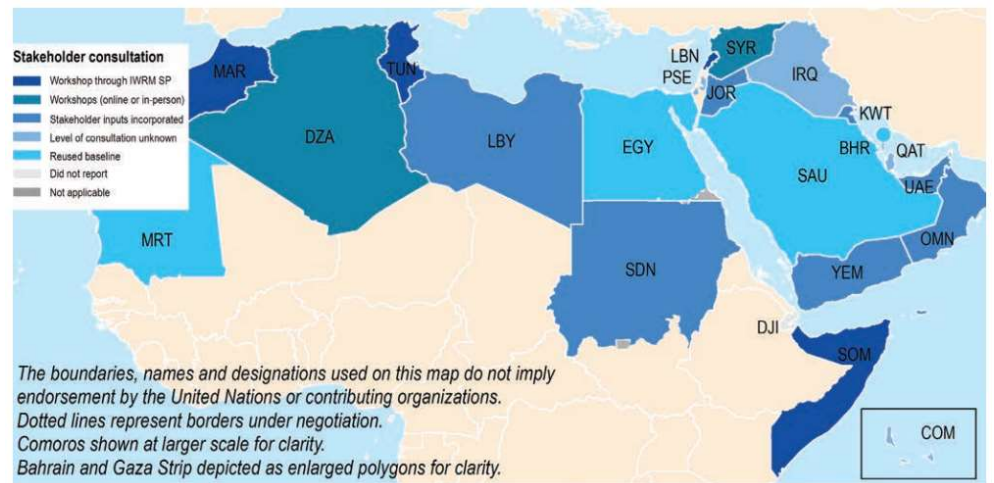 Stakeholder consultation
Workshop through IWRM SP
Workshops (online or in-person)
Stakeholder inputs incorporated
Level of consultation unknown
Reused baseline
Did not report
Not applicable
MAR
TUN
DZA
LBY
EGY
LBN
SYR
PSE
JOR
IRQ
KWT
BHR
QAT
SAU
UAE
OMN
YEM
MRT
SDN
DJI
SOM
COM
The boundaries, names and designations used on this map do not imply
endorsement by the United Nations or contributing organizations.
Dotted lines represent borders under negotiation.
Comoros shown at larger scale for clarity.
Bahrain and Gaza Strip depicted as enlarged polygons for clarity.